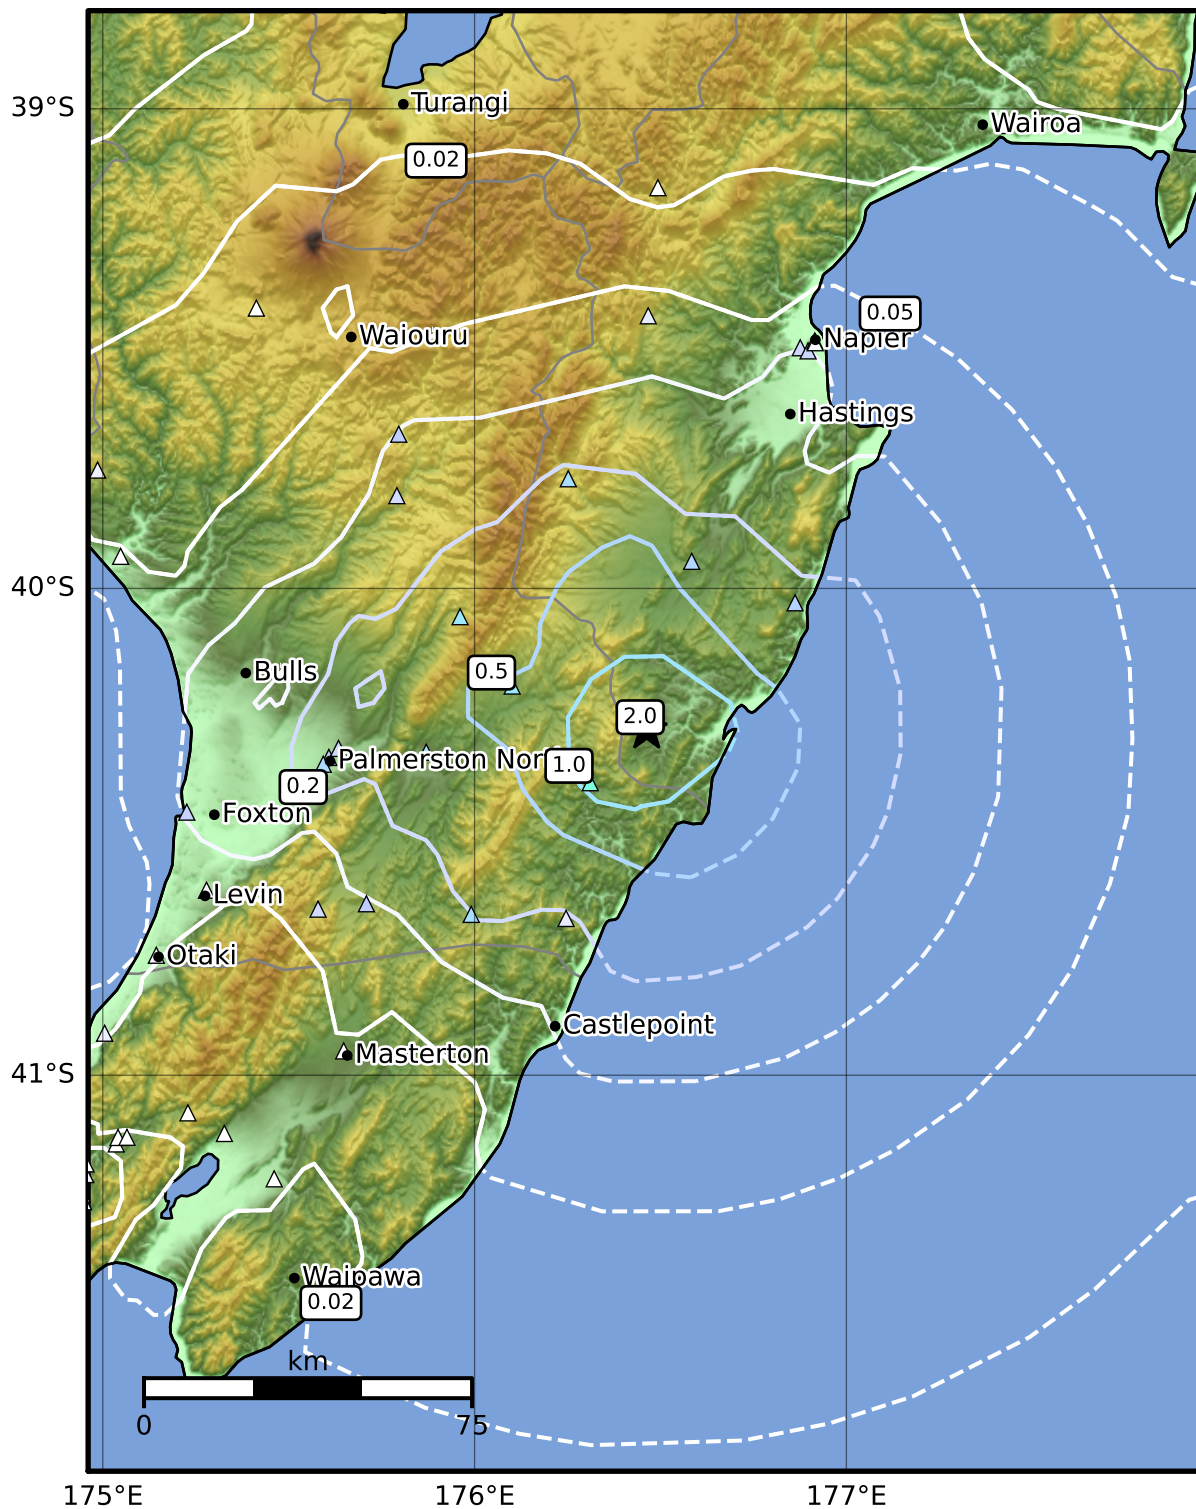 Turangi
39°S
Wairoa
0.02
0.05
Waiouru
Napier
Hastings
40°S
Bulls
0.5
2.0
Palmerston Nor
1.0
0.2
Foxton
Levin
Otaki
Castlepoint
Masterton
41°S
Waipawa
0.02
km
0
75
175°E
176°E
177°E